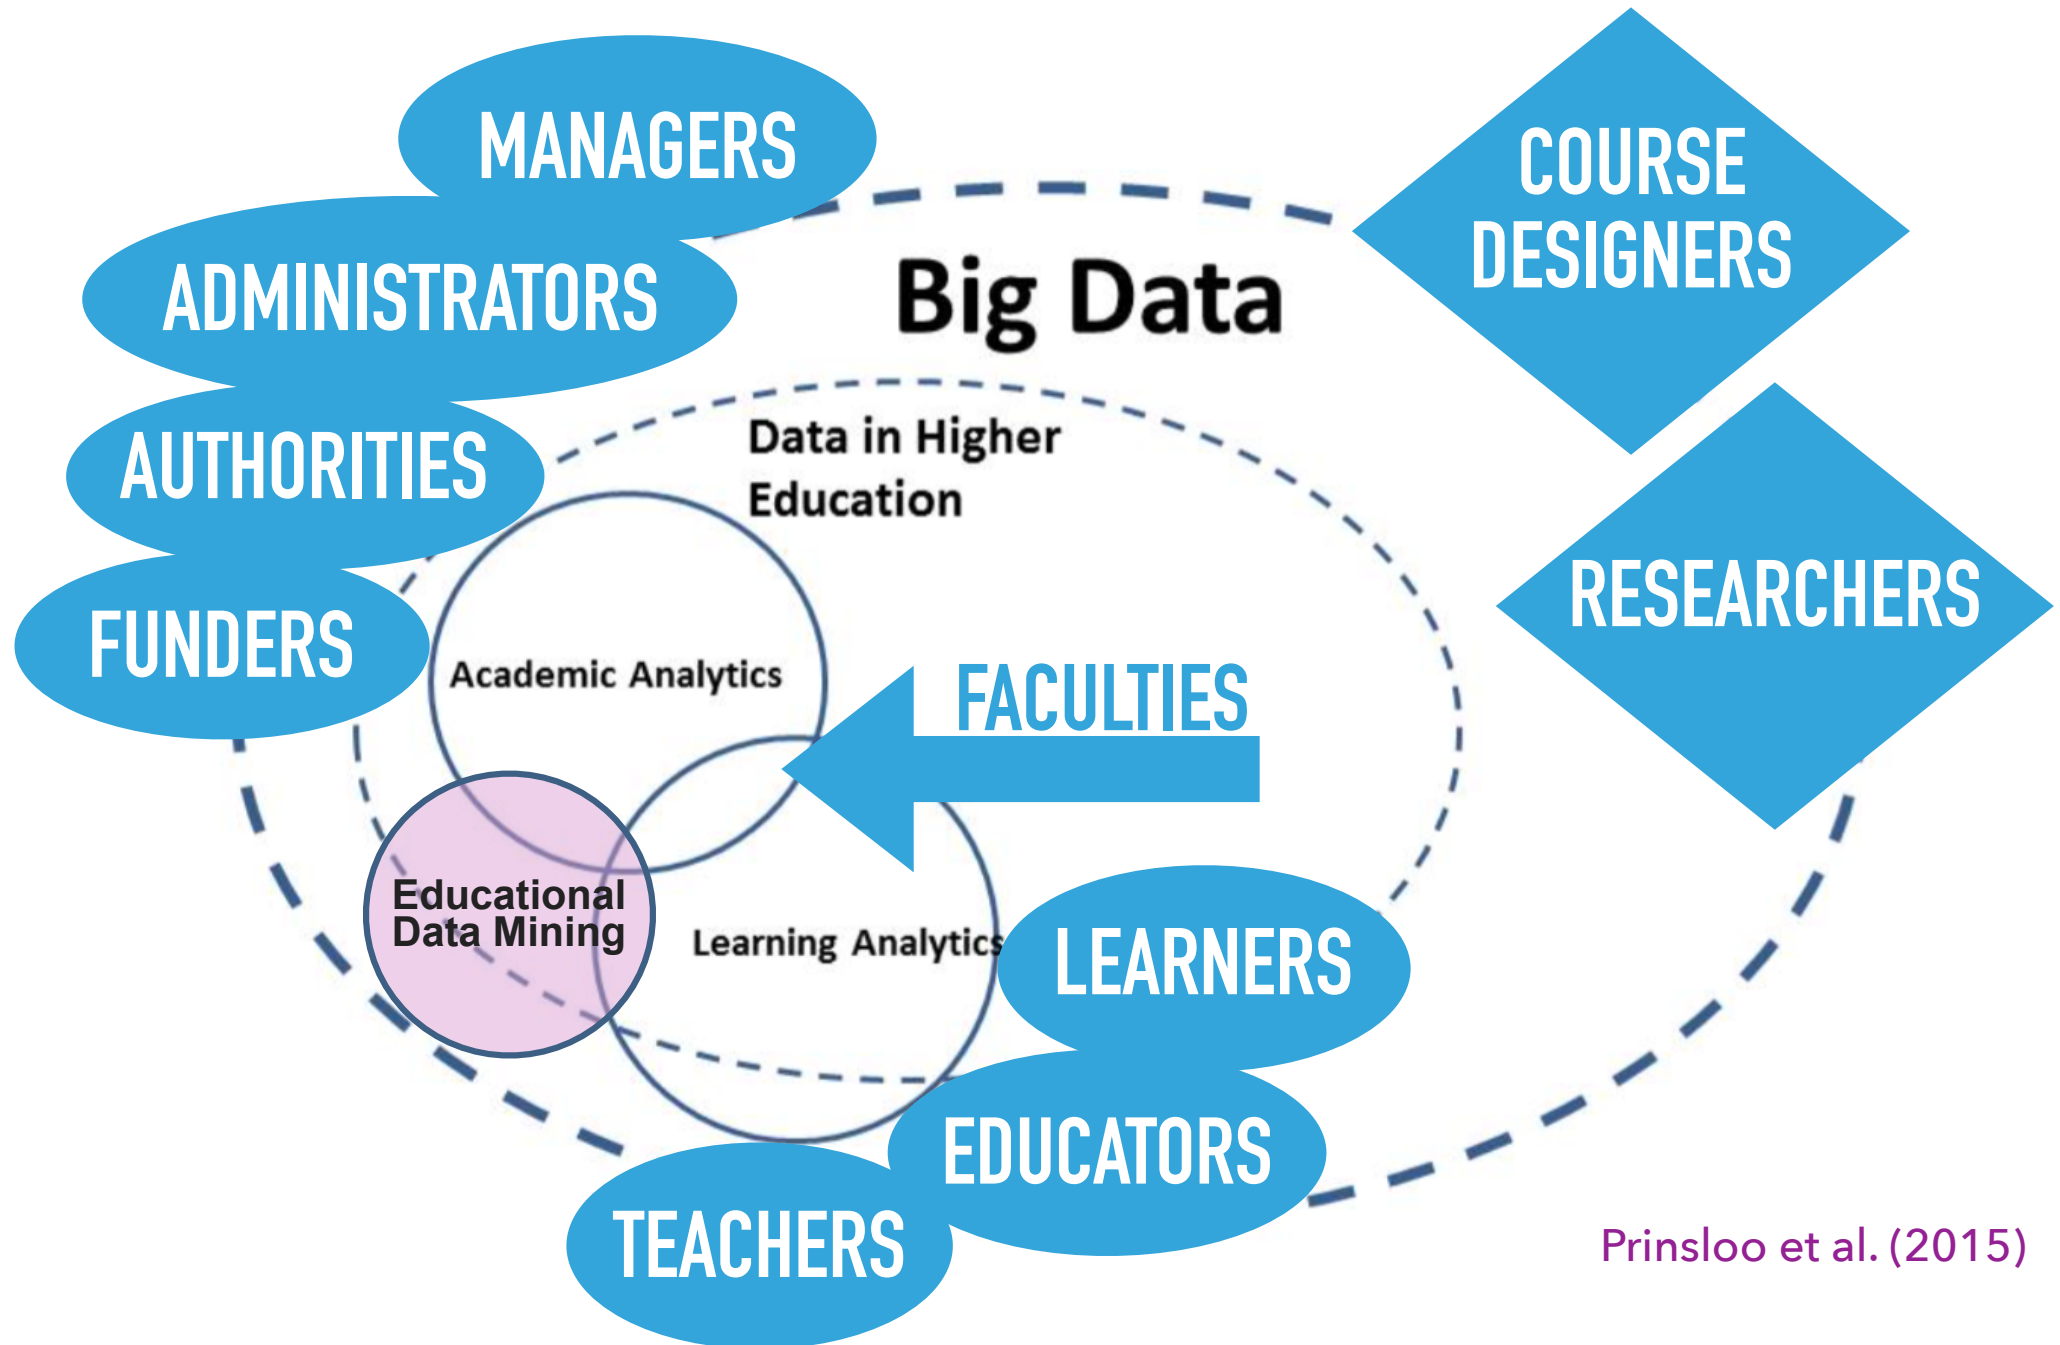 MANAGERS
COURSE
DESIGNERS
ADMINISTRATORS
Big Data
AUTHORITIES
Data in Higher
Education
FUNDERS
RESEARCHERS
Academic Analytics
FACULTIES
Educational
Data Mining
Learning Analytics
LEARNERS
EDUCATORS
TEACHERS
Prinsloo et al. (2015)